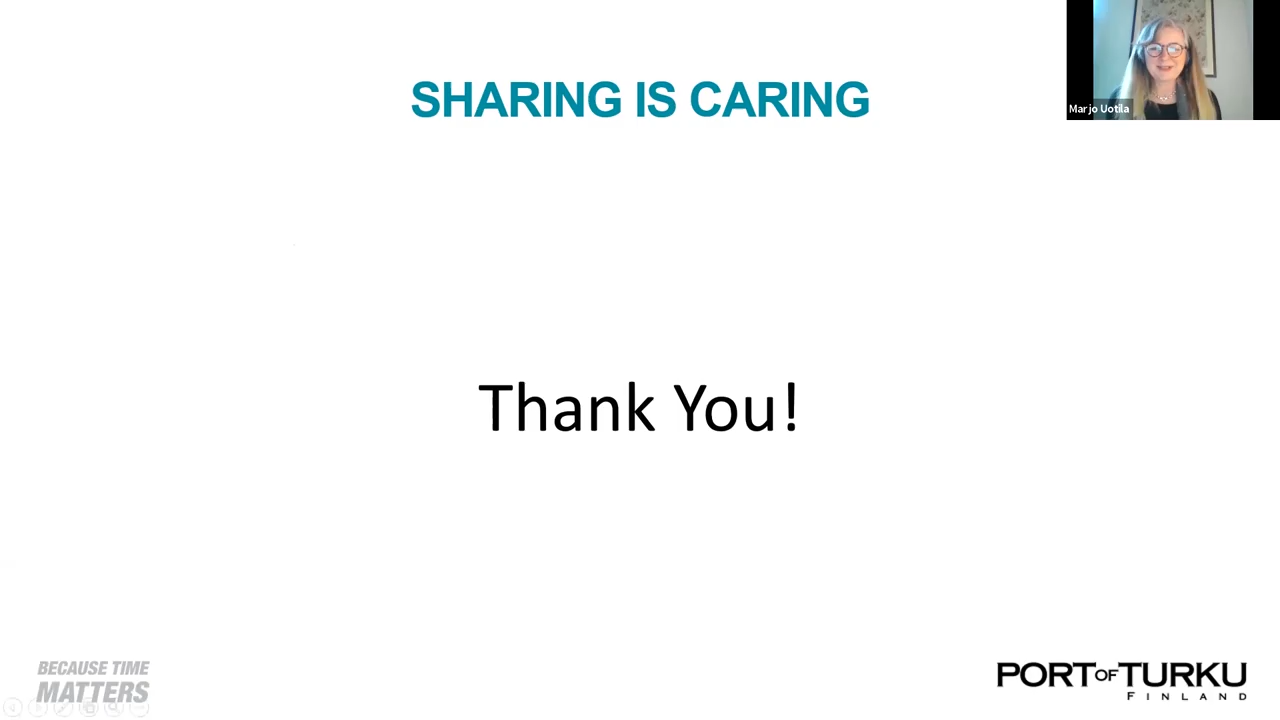 SHARING IS CARING
Marjo Uotila
Thank You!
BECAUSE TIME
MATTERS
PORT OF TURKU
FINLAND